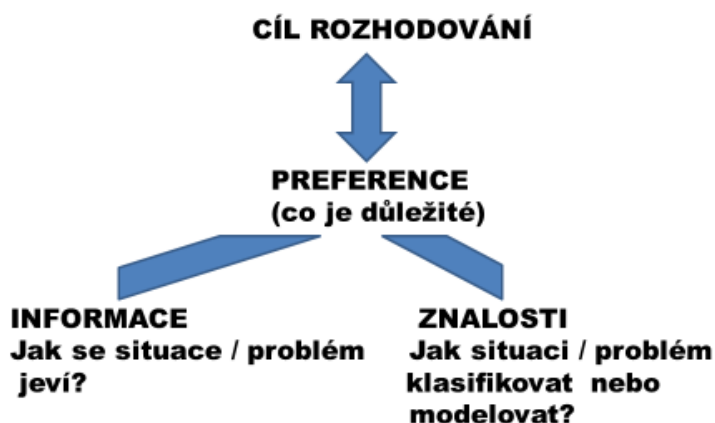 CÍL ROZHODOVÁNÍ
PREFERENCE
(co je důležité)
INFORMACE
Jak se situace / problém
jeví?
ZNALOSTI
Jak situaci / problém
klasifikovat nebo
modelovat?